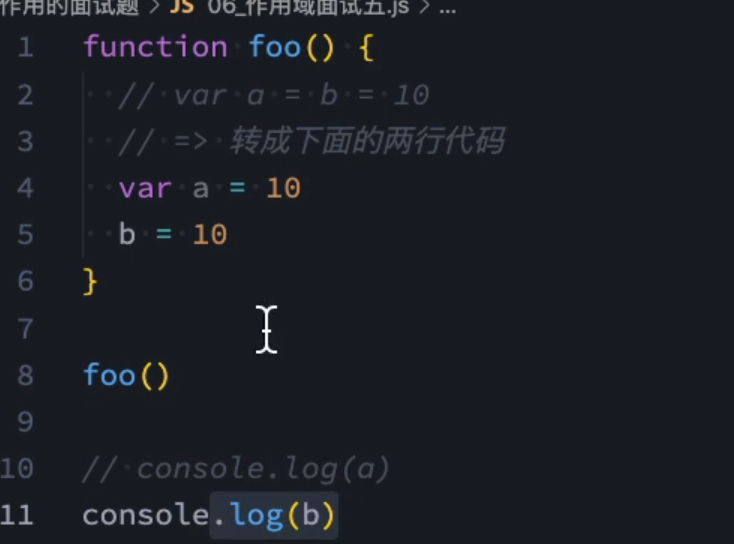 作用的面试题 > JS 06_作用域面试五.js > ...
1 function foo() {
2 // var a = b = 10
3 // => 转成下面的两行代码
4 var a = 10
5 b = 10
6 }
7
8 foo()
9
10 // console.log(a)
11 console.log(b)